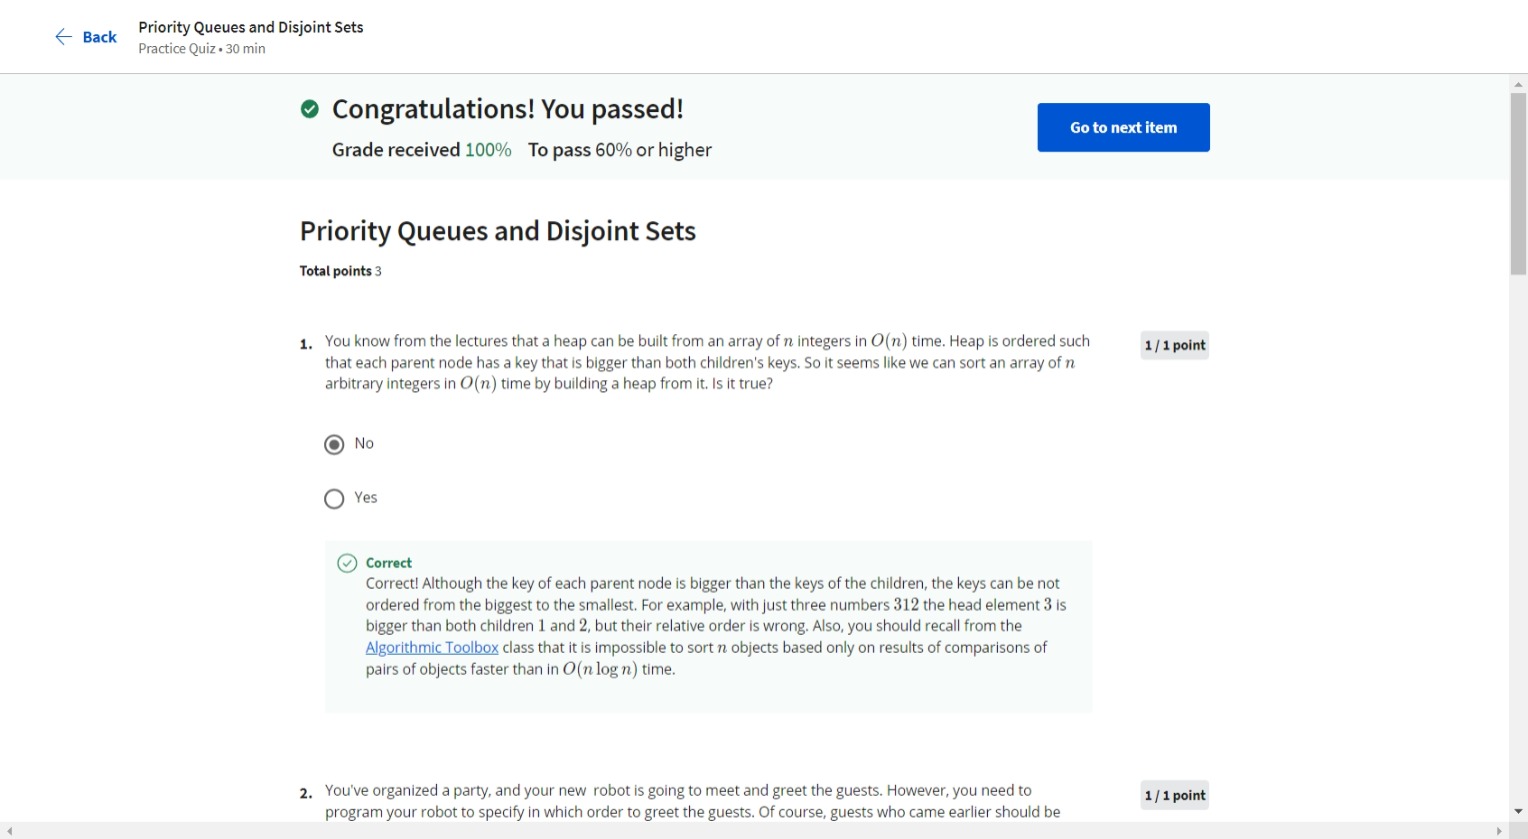 Back
Priority Queues and Disjoint Sets
Practice Quiz • 30 min
Congratulations! You passed!
Grade received 100% To pass 60% or higher
Go to next item
Priority Queues and Disjoint Sets
Total points 3
1. You know from the lectures that a heap can be built from an array of n integers in O(n) time. Heap is ordered such
that each parent node has a key that is bigger than both children's keys. So it seems like we can sort an array of n
arbitrary integers in O(n) time by building a heap from it. Is it true?
1 / 1 point
No
Yes
Correct
Correct! Although the key of each parent node is bigger than the keys of the children, the keys can be not
ordered from the biggest to the smallest. For example, with just three numbers 312 the head element 3 is
bigger than both children 1 and 2, but their relative order is wrong. Also, you should recall from the
Algorithmic Toolbox class that it is impossible to sort n objects based only on results of comparisons of
pairs of objects faster than in O(n log n) time.
2. You've organized a party, and your new robot is going to meet and greet the guests. However, you need to
program your robot to specify in which order to greet the guests. Of course, guests who came earlier should be
1 / 1 point